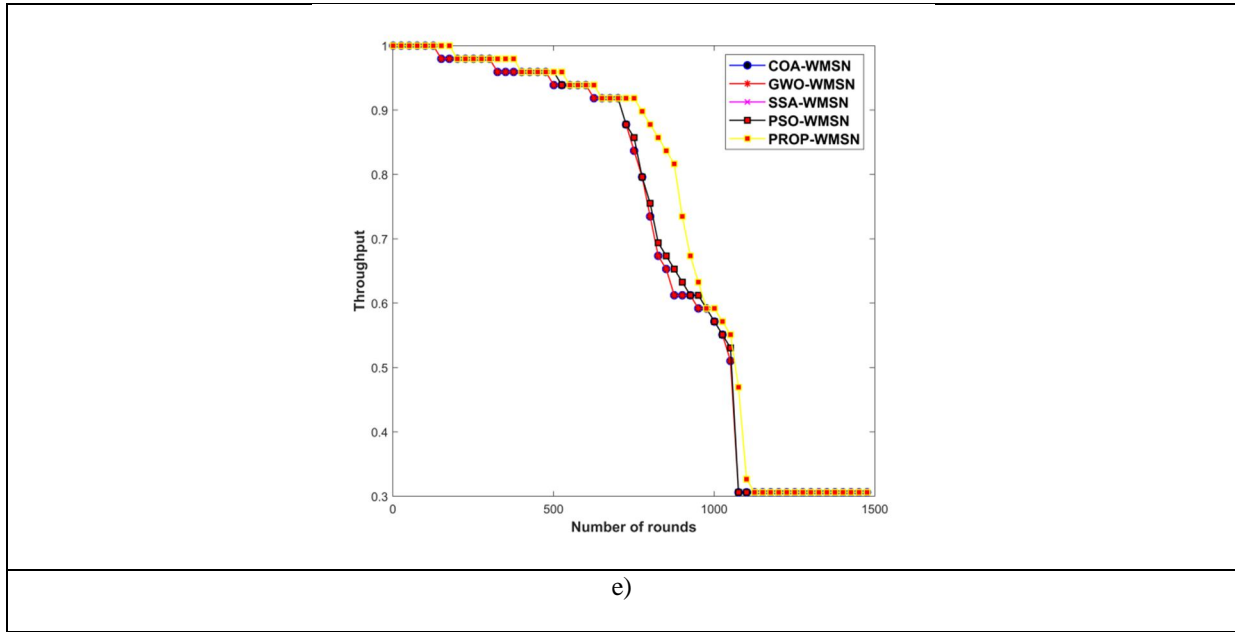 1
0.9
0.8
0.7
0.6
0.5
0.4
0.3
Throughput
COA-WMSN
GWO-WMSN
SSA-WMSN
PSO-WMSN
PROP-WMSN
0 500 1000 1500
Number of rounds
e)